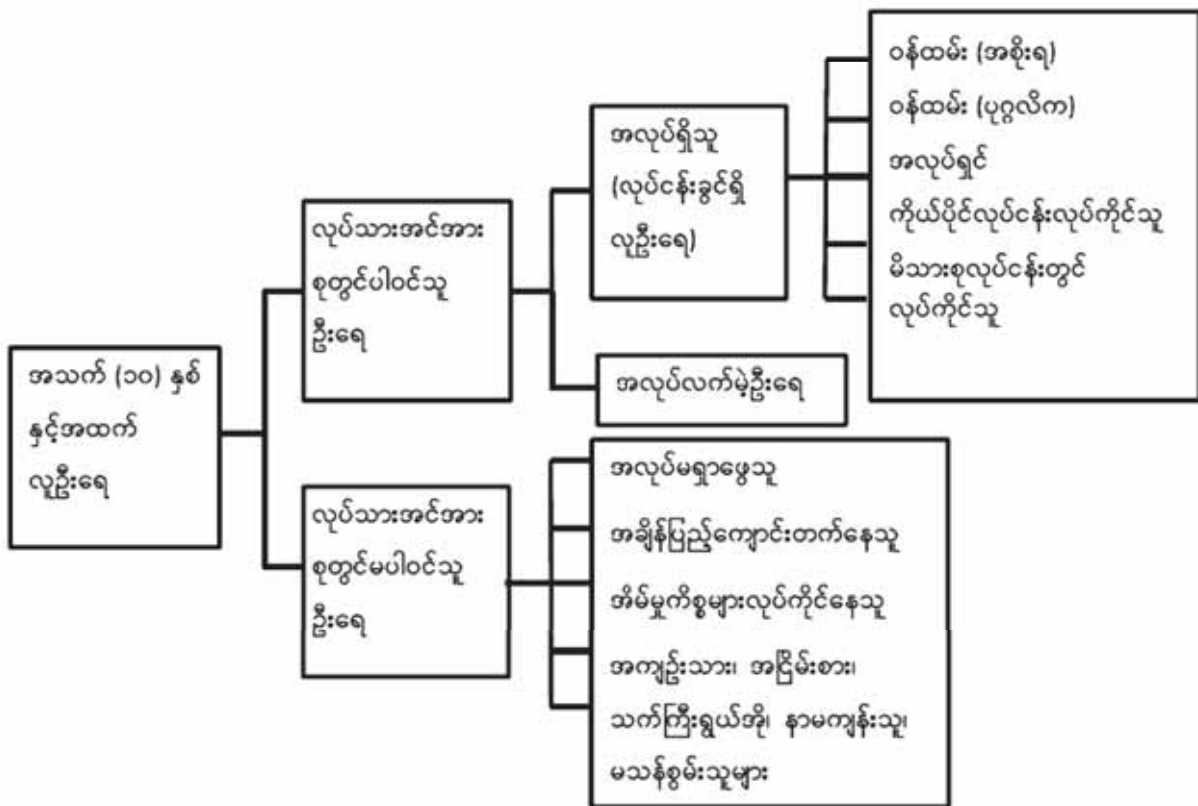 အသက် (၁၀) နှစ်
နှင့်အထက်
လူဦးရေ
လုပ်သားအင်အား
စုတွင်ပါဝင်သူ
ဦးရေ
အလုပ်ရှိသူ
(လုပ်ငန်းခွင်ရှိ
လူဦးရေ)
ဝန်ထမ်း (အစိုးရ)
ဝန်ထမ်း (ပုဂ္ဂလိက)
အလုပ်ရှင်
ကိုယ်ပိုင်လုပ်ငန်းလုပ်ကိုင်သူ
မိသားစုလုပ်ငန်းတွင်
လုပ်ကိုင်သူ
အလုပ်လက်မဲ့ဦးရေ
လုပ်သားအင်အား
စုတွင်မပါဝင်သူ
ဦးရေ
အလုပ်မရှာဖွေသူ
အချိန်ပြည့်ကျောင်းတက်နေသူ
အိမ်မှုကိစ္စများလုပ်ကိုင်နေသူ
အကျဉ်းသား၊ အငြိမ်းစား၊
သက်ကြီးရွယ်အို၊ နာမကျန်းသူ၊
မသန်စွမ်းသူများ